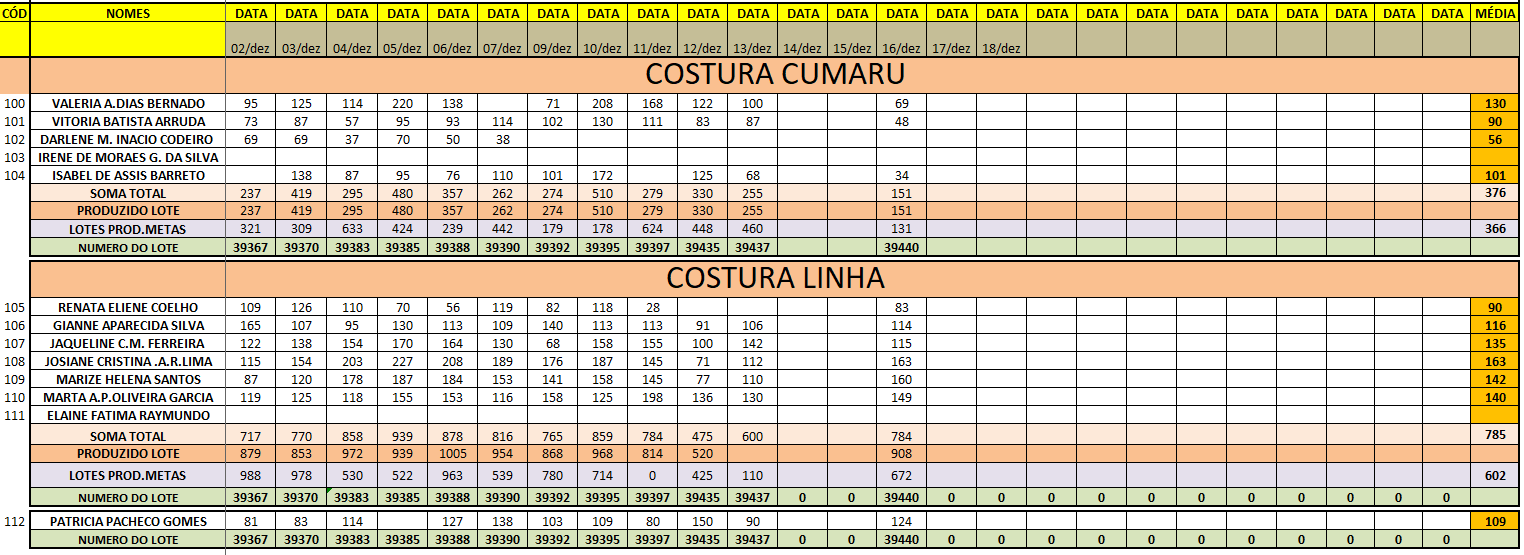 CÓD NOMES DATA DATA DATA DATA DATA DATA DATA DATA DATA DATA DATA DATA DATA DATA DATA DATA DATA DATA DATA DATA DATA DATA DATA DATA DATA MÉDIA
02/dez 03/dez 04/dez 05/dez 06/dez 07/dez 09/dez 10/dez 11/dez 12/dez 13/dez 14/dez 15/dez 16/dez 17/dez 18/dez
COSTURA CUMARU
100 VALERIA A.DIAS BERNADO 95 125 114 220 138 71 208 168 122 100 69 130
101 VITORIA BATISTA ARRUDA 73 87 57 95 93 114 102 130 111 83 87 48 90
102 DARLENE M. INACIO CODEIRO 69 69 37 70 50 38 56
103 IRENE DE MORAES G. DA SILVA
104 ISABEL DE ASSIS BARRETO 138 87 95 76 110 101 172 125 68 34 101
SOMA TOTAL 237 419 295 480 357 262 274 510 279 330 255 151 376
PRODUZIDO LOTE 237 419 295 480 357 262 274 510 279 330 255 151
LOTES PROD.METAS 321 309 633 424 239 442 179 178 624 448 460 131 366
NUMERO DO LOTE 39367 39370 39383 39385 39388 39390 39392 39395 39397 39435 39437 39440
COSTURA LINHA
105 RENATA ELIENE COELHO 109 126 110 70 56 119 82 118 28 83 90
106 GIANNE APARECIDA SILVA 165 107 95 130 113 109 140 113 113 91 106 114 116
107 JAQUELINE C.M. FERREIRA 122 138 154 170 164 130 68 158 155 100 142 115 135
108 JOSIANE CRISTINA .A.R.LIMA 115 154 203 227 208 189 176 187 145 71 112 163 163
109 MARIZE HELENA SANTOS 87 120 178 187 184 153 141 158 145 77 110 160 142
110 MARTA A.P.OLIVEIRA GARCIA 119 125 118 155 153 116 158 125 198 136 130 149 140
111 ELAINE FATIMA RAYMUNDO
SOMA TOTAL 717 770 858 939 878 816 765 859 784 475 600 784 785
PRODUZIDO LOTE 879 853 972 939 1005 954 868 968 814 520 908
LOTES PROD.METAS 988 978 530 522 963 539 780 714 0 425 110 672 602
NUMERO DO LOTE 39367 39370 39383 39385 39388 39390 39392 39395 39397 39435 39437 0 0 39440 0 0 0 0 0 0 0 0 0 0 0
112 PATRICIA PACHECO GOMES 81 83 114 127 138 103 109 80 150 90 124 109
NUMERO DO LOTE 39367 39370 39383 39385 39388 39390 39392 39395 39397 39435 39437 0 0 39440 0 0 0 0 0 0 0 0 0 0 0